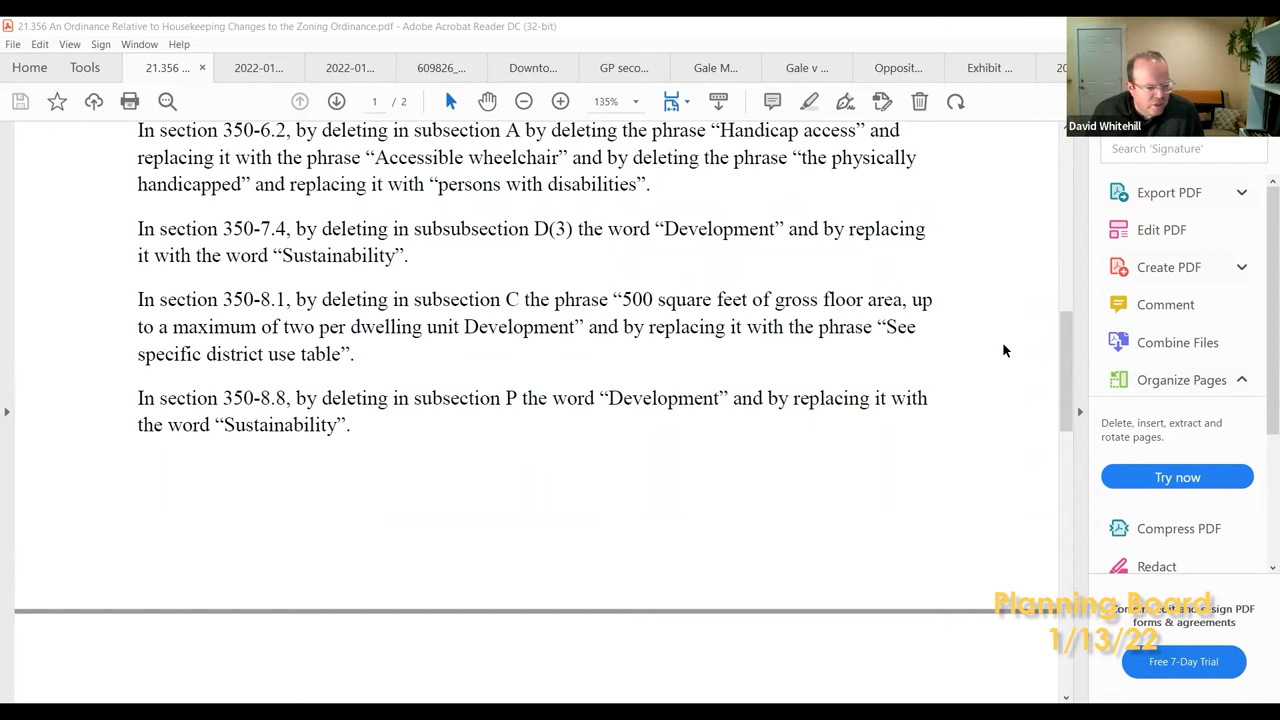 21.356 An Ordinance Relative to Housekeeping Changes to the Zoning Ordinance.pdf - Adobe Acrobat Reader DC (32-bit)
File Edit View Sign Window Help
Home Tools 21.356 ... × 2022-01... 2022-01... 609826_... Downto... GP seco... Gale M... Gale v ... Opposit... Exhibit ... 20
1 / 2 135%
David Whitehill
In section 350-6.2, by deleting in subsection A by deleting the phrase “Handicap access” and
replacing it with the phrase “Accessible wheelchair” and by deleting the phrase “the physically
handicapped” and replacing it with “persons with disabilities”.
In section 350-7.4, by deleting in subsubsection D(3) the word “Development” and by replacing
it with the word “Sustainability”.
In section 350-8.1, by deleting in subsection C the phrase “500 square feet of gross floor area, up
to a maximum of two per dwelling unit Development” and by replacing it with the phrase “See
specific district use table”.
In section 350-8.8, by deleting in subsection P the word “Development” and by replacing it with
the word “Sustainability”.
Search 'Signature'
Export PDF
Edit PDF
Create PDF
Comment
Combine Files
Organize Pages
Delete, insert, extract and
rotate pages.
Try now
Compress PDF
Redact
Planning Board
1/13/22
edit and sign PDF
forms & agreements
Free 7-Day Trial